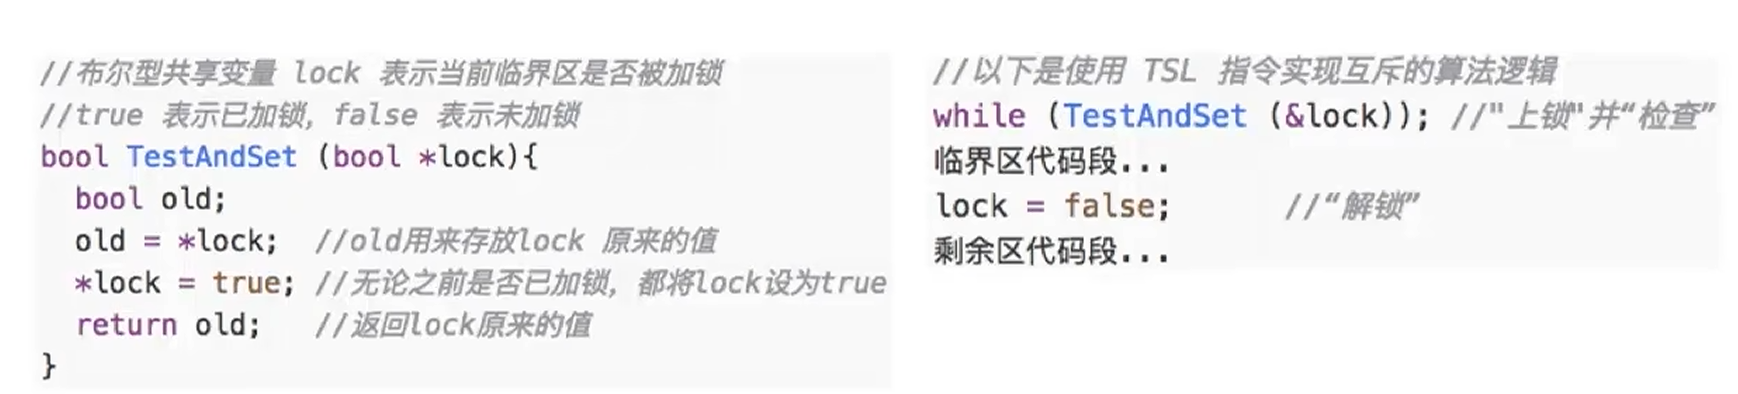 //布尔型共享变量 lock 表示当前临界区是否被加锁
//true 表示已加锁，false 表示未加锁
bool TestAndSet (bool *lock){
  bool old;
  old = *lock;  //old用来存放lock 原来的值
  *lock = true; //无论之前是否已加锁，都将lock设为true
  return old;   //返回lock原来的值
}
//以下是使用 TSL 指令实现互斥的算法逻辑
while (TestAndSet (&lock)); //"上锁"并“检查”
临界区代码段...
lock = false;       //“解锁”
剩余区代码段...